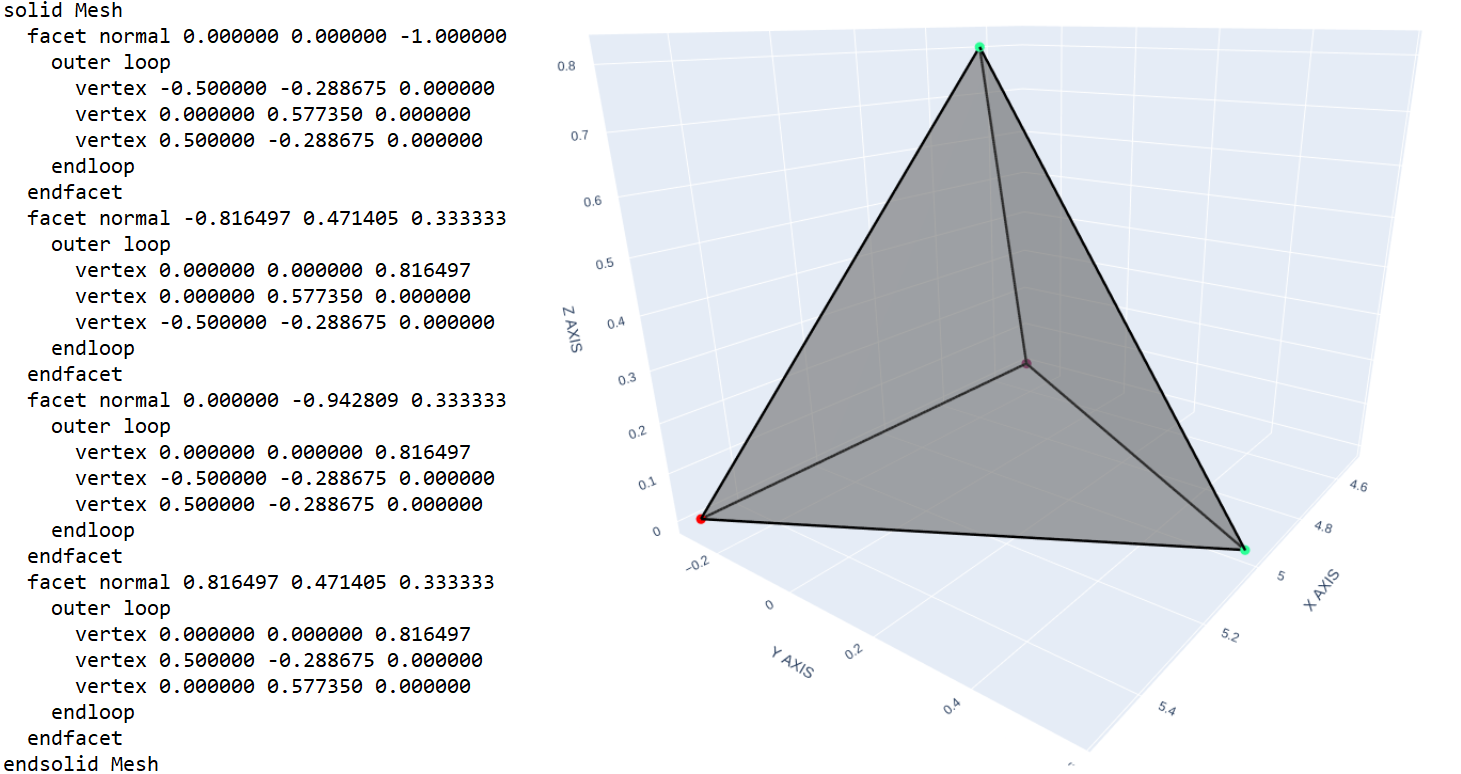 solid Mesh
  facet normal 0.000000 0.000000 -1.000000
    outer loop
      vertex -0.500000 -0.288675 0.000000
      vertex 0.000000 0.577350 0.000000
      vertex 0.500000 -0.288675 0.000000
    endloop
  endfacet
  facet normal -0.816497 0.471405 0.333333
    outer loop
      vertex 0.000000 0.000000 0.816497
      vertex 0.000000 0.577350 0.000000
      vertex -0.500000 -0.288675 0.000000
    endloop
  endfacet
  facet normal 0.000000 -0.942809 0.333333
    outer loop
      vertex 0.000000 0.000000 0.816497
      vertex -0.500000 -0.288675 0.000000
      vertex 0.500000 -0.288675 0.000000
    endloop
  endfacet
  facet normal 0.816497 0.471405 0.333333
    outer loop
      vertex 0.000000 0.000000 0.816497
      vertex 0.500000 -0.288675 0.000000
      vertex 0.000000 0.577350 0.000000
    endloop
  endfacet
endsolid Mesh
0.8
0.7
0.6
0.5
0.4
0.3
0.2
0.1
0
Z AXIS
−0.2
0
0.2
0.4
Y AXIS
4.6
4.8
5
5.2
5.4
X AXIS